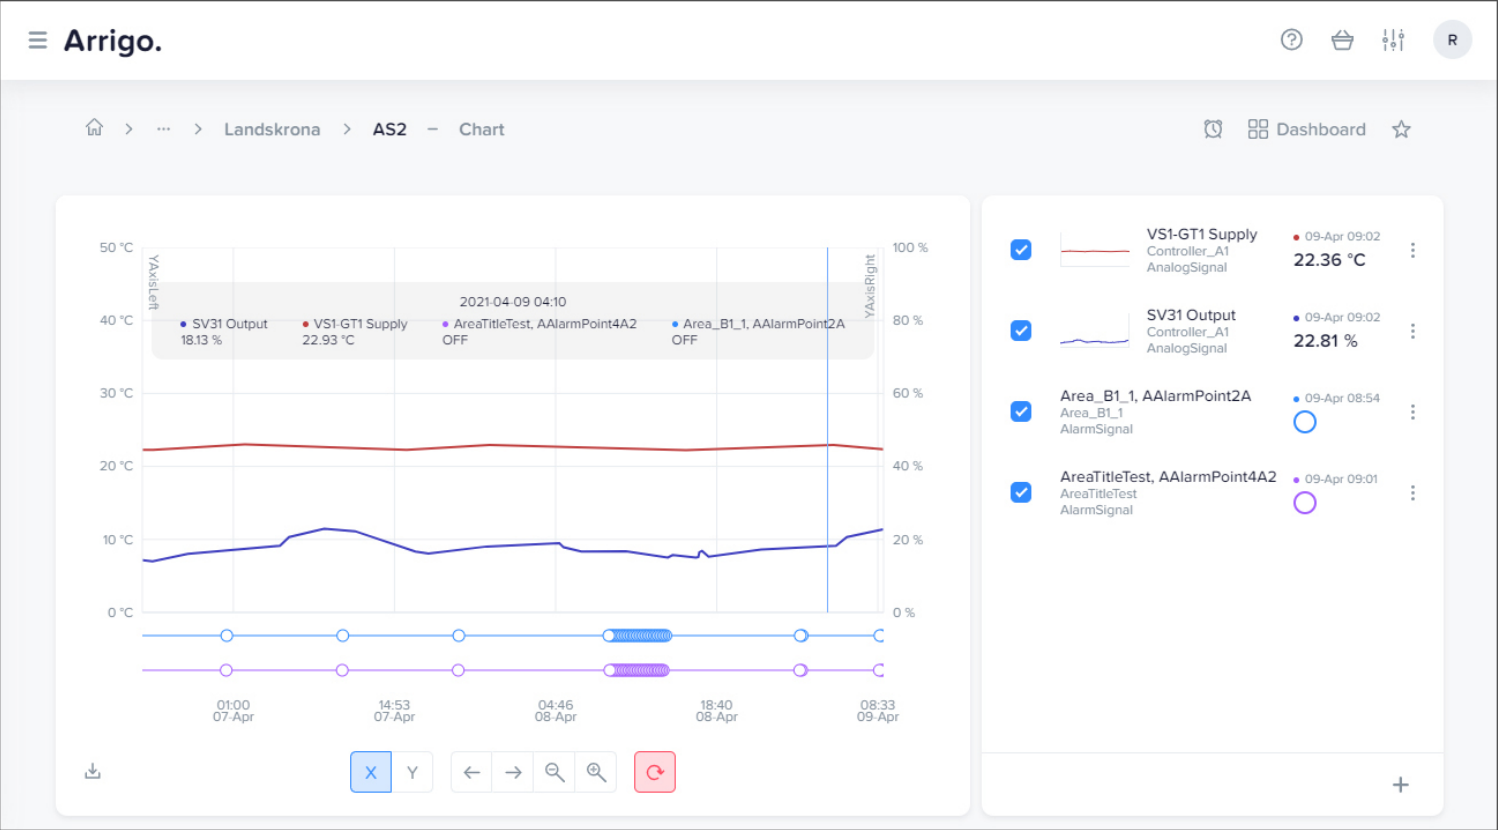 Arrigo.
R
... Landskrona AS2 – Chart
Dashboard
50 °C
40 °C
30 °C
20 °C
10 °C
0 °C
YAxisLeft
2021-04-09 04:10
SV31 Output VS1-GT1 Supply AreaTitleTest, AAlarmPoint4A2 Area_B1_1, AAlarmPoint2A
18.13 % 22.93 °C OFF OFF
YAxisRight
100 %
80 %
60 %
40 %
20 %
0 %
01:00 14:53 04:46 18:40 08:33
07-Apr 07-Apr 08-Apr 08-Apr 09-Apr
X Y
VS1-GT1 Supply
Controller_A1
AnalogSignal
09-Apr 09:02
22.36 °C
SV31 Output
Controller_A1
AnalogSignal
09-Apr 09:02
22.81 %
Area_B1_1, AAlarmPoint2A
Area_B1_1
AlarmSignal
09-Apr 08:54
AreaTitleTest, AAlarmPoint4A2
AreaTitleTest
AlarmSignal
09-Apr 09:01